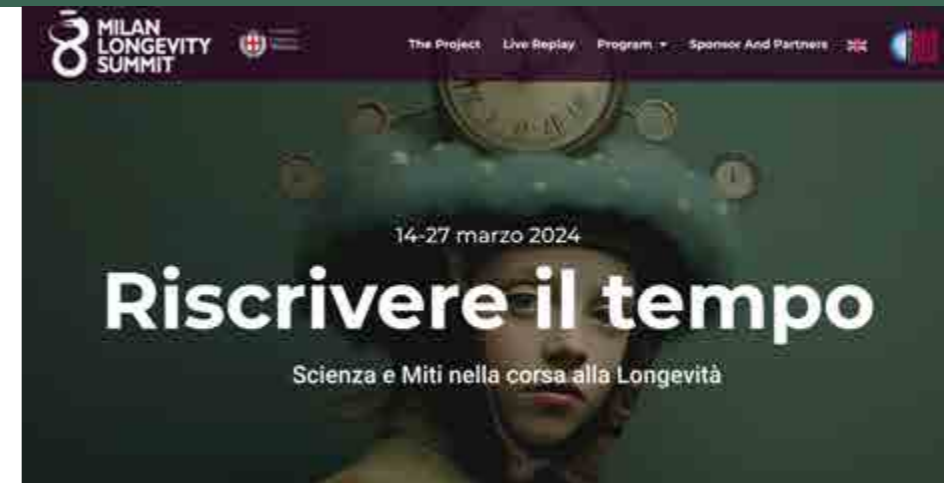 MILAN
LONGEVITY
SUMMIT
The Project Live Replay Program Sponsor And Partners
14-27 marzo 2024
Riscrivere il tempo
Scienza e Miti nella corsa alla Longevità